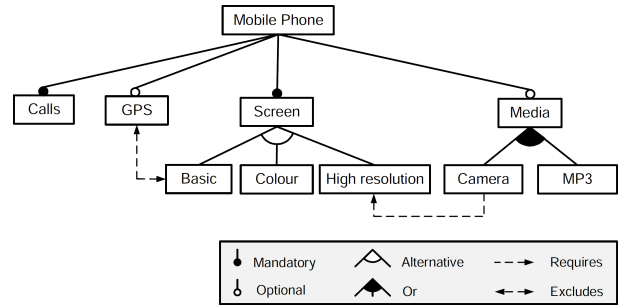 Mobile Phone
Calls GPS Screen Media
Basic Colour High resolution Camera MP3
Mandatory Alternative Requires
Optional Or Excludes